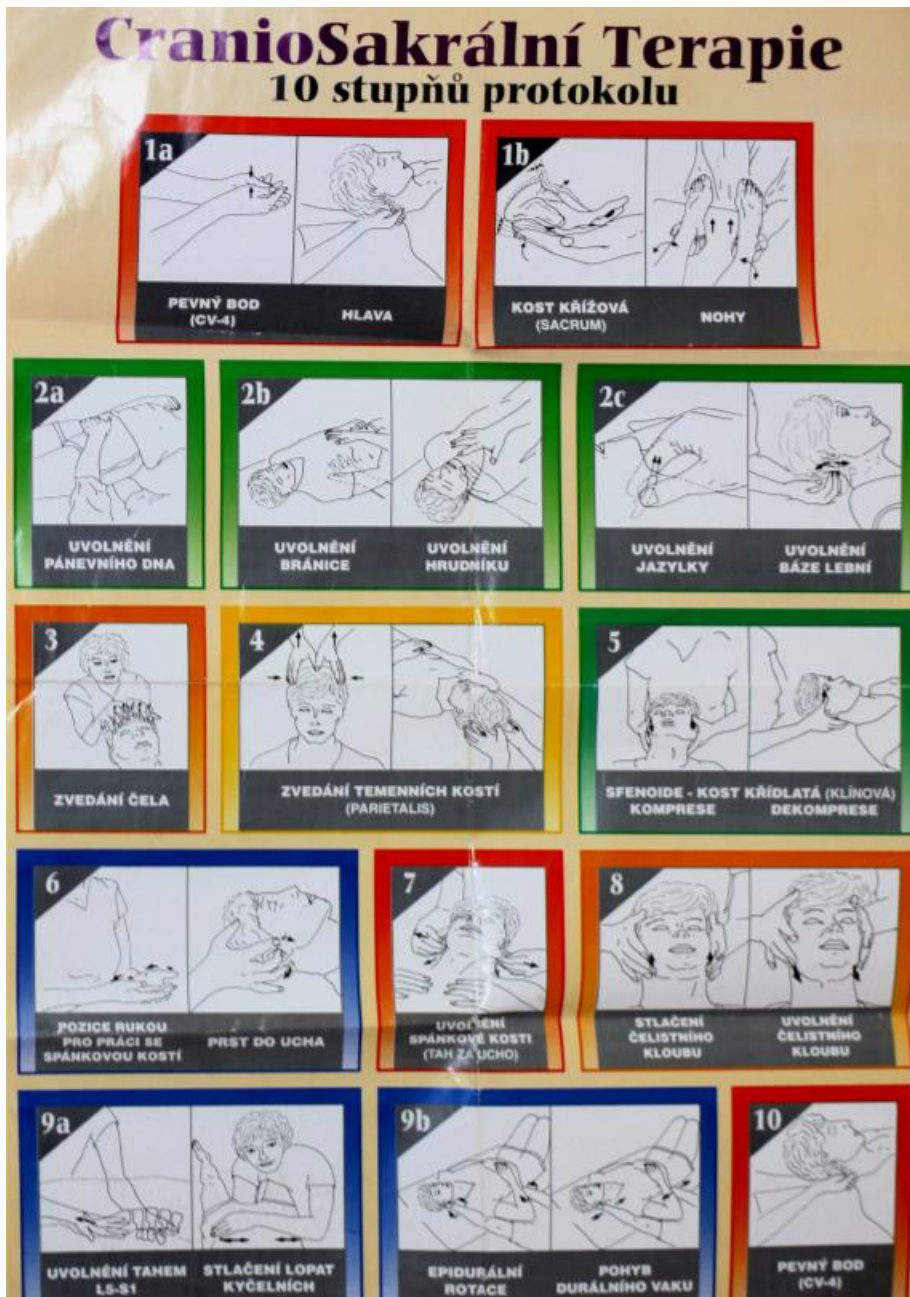 CranioSakrální Terapie
10 stupňů protokolu
1a
PEVNÝ BOD
(CV-4)
HLAVA
1b
KOST KŘÍŽOVÁ
(SACRUM)
NOHY
2a
UVOLNĚNÍ
PÁNEVNÍHO DNA
2b
UVOLNĚNÍ
BRÁNICE
UVOLNĚNÍ
HRUDNÍKU
2c
UVOLNĚNÍ
JAZYLKY
UVOLNĚNÍ
BÁZE LEBNÍ
3
ZVEDÁNÍ ČELA
4
ZVEDÁNÍ TEMENNÍCH KOSTÍ
(PARIETALIS)
5
SFENOIDE - KOST KŘÍDLATÁ (KLÍNOVÁ)
KOMPRESE DEKOMPRESE
6
POZICE RUKOU
PRO PRÁCI SE
SPÁNKOVOU KOSTÍ
PRST DO UCHA
7
UVOLNĚNÍ
SPÁNKOVÉ KOSTI
(TAH ZA UCHO)
8
STLAČENÍ
ČELISTNÍHO
KLOUBU
UVOLNĚNÍ
ČELISTNÍHO
KLOUBU
9a
UVOLNĚNÍ TAHEM
L5-S1
STLAČENÍ LOPAT
KYČELNÍCH
9b
EPIDURÁLNÍ
ROTACE
POHYB
DURÁLNÍHO VAKU
10
PEVNÝ BOD
(CV-4)